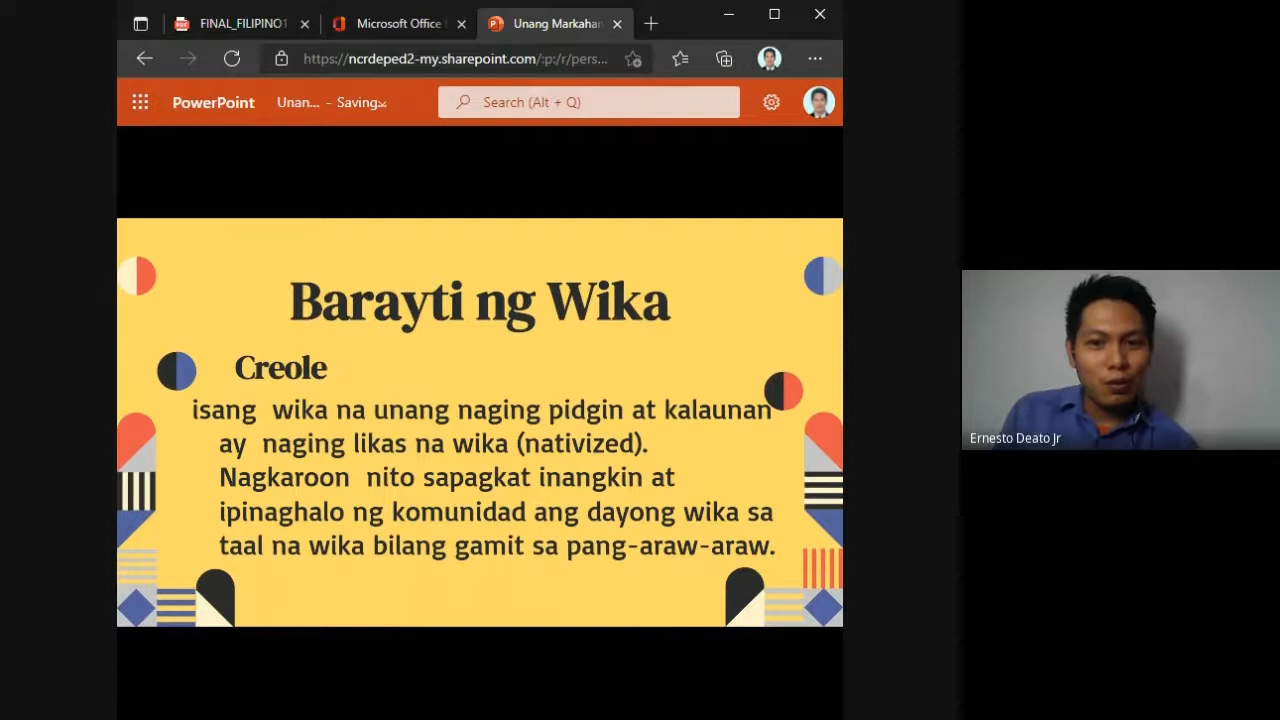 FINAL_FILIPINO1
Microsoft Office
Unang Markahan
https://ncrdeped2-my.sharepoint.com/:p:/r/pers...
PowerPoint
Unan... - Saving
Search (Alt + Q)
Barayti ng Wika
Creole
isang wika na unang naging pidgin at kalaunan
ay naging likas na wika (nativized).
Nagkaroon nito sapagkat inangkin at
ipinaghalo ng komunidad ang dayong wika sa
taal na wika bilang gamit sa pang-araw-araw.
Ernesto Deato Jr